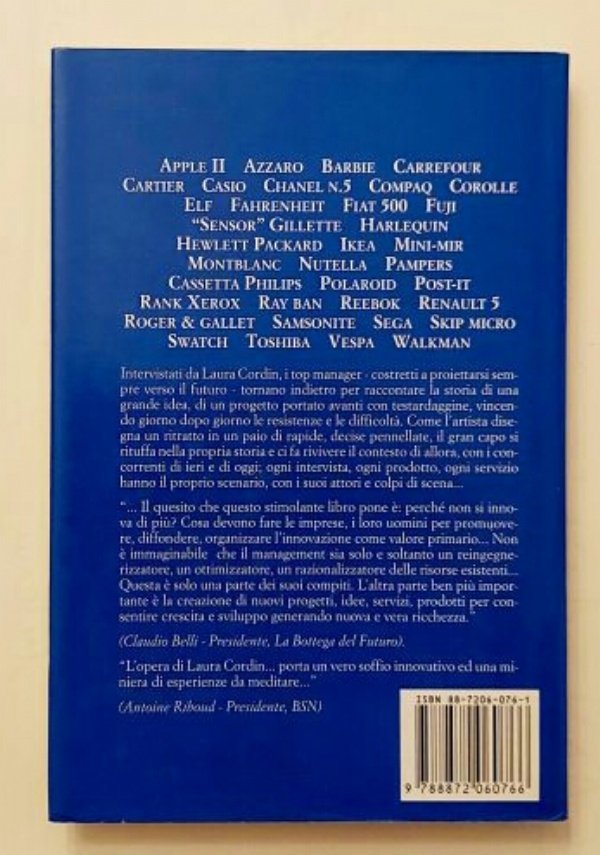 APPLE II AZZARO BARBIE CARREFOUR
CARTIER CASIO CHANEL N.5 COMPAQ COROLLE
ELF FAHRENHEIT FIAT 500 FUJI
"SENSOR" GILLETTE HARLEQUIN
HEWLETT PACKARD IKEA MINI-MIR
MONTBLANC NUTELLA PAMPERS
CASSETTA PHILIPS POLAROID POST-IT
RANK XEROX RAY BAN REEBOK RENAULT 5
ROGER & GALLET SAMSONITE SEGA SKIP MICRO
SWATCH TOSHIBA VESPA WALKMAN
Intervistati da Laura Cordin, i top manager - costretti a proiettarsi sem
pre verso il futuro - tornano indietro per raccontare la storia di una
grande idea, di un progetto portato avanti con testardaggine, vincen
do giorno dopo giorno le resistenze e le difficoltà. Come l'artista dise
gna un ritratto in un paio di rapide, decise pennellate, il gran capo si
rituffa nella propria storia e ci fa rivivere il contesto di allora, con i con
correnti di ieri e di oggi; ogni intervista, ogni prodotto, ogni servizio
hanno il proprio scenario, con i suoi attori e colpi di scena...
"... Il quesito che questo stimolante libro pone è: perché non si inno
va di più? Cosa devono fare le imprese, i loro uomini per promuove
re, diffondere, organizzare l'innovazione come valore primario... Non
è immaginabile che il management sia solo e soltanto un reingegne
rizzatore, un ottimizzatore, un razionalizzatore delle risorse esistenti...
Questa è solo una parte dei suoi compiti. L'altra parte ben più impor
tante è la creazione di nuovi progetti, idee, servizi, prodotti per con
sentire crescita e sviluppo generando nuova e vera ricchezza."
(Claudio Belli - Presidente, La Bottega del Futuro).
"L'opera di Laura Cordin... porta un vero soffio innovativo ed una mi
niera di esperienze da meditare..."
(Antoine Riboud - Presidente, BSN)
ISBN 88-7206-076-1
9 788872 060766